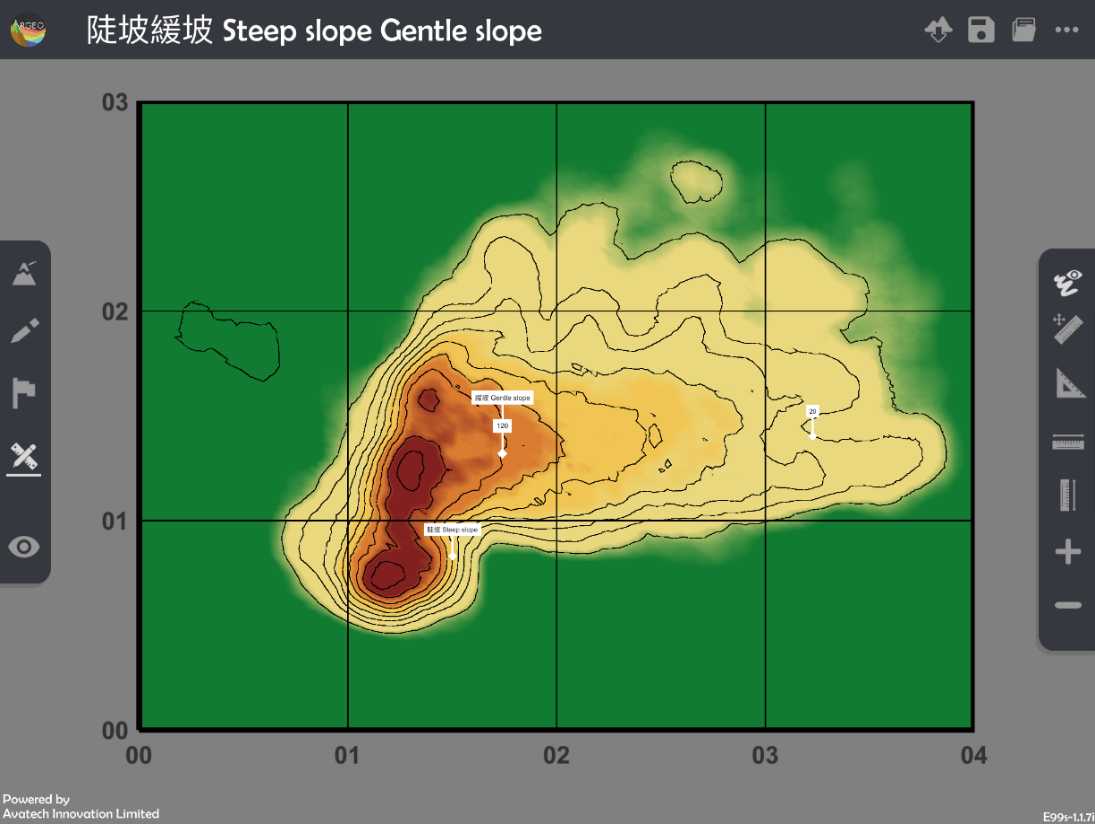 ARGEO
陡坡緩坡 Steep slope Gentle slope
03
02
01
00
緩坡 Gentle slope
120
20
陡坡 Steep slope
00
01
02
03
04
Powered by
Avatech Innovation Limited
E99s-1.1.7i